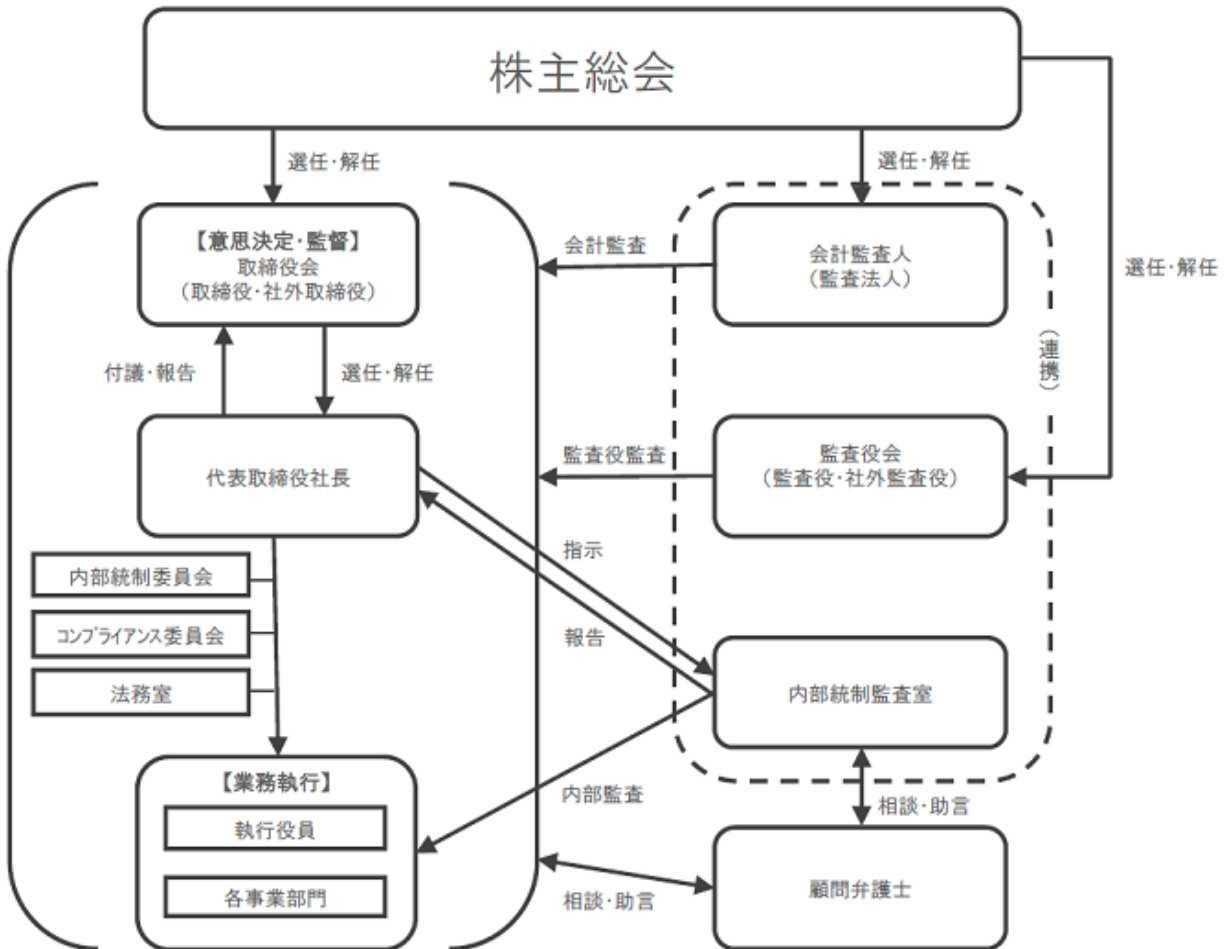 株主総会
選任・解任
選任・解任
選任・解任
【意思決定・監督】
取締役会
(取締役・社外取締役)
会計監査
会計監査人
(監査法人)
(連携)
付議・報告
選任・解任
代表取締役社長
監査役監査
監査役会
(監査役・社外監査役)
指示
報告
内部統制委員会
コンプライアンス委員会
法務室
内部統制監査室
【業務執行】
執行役員
各事業部門
内部監査
相談・助言
相談・助言
顧問弁護士